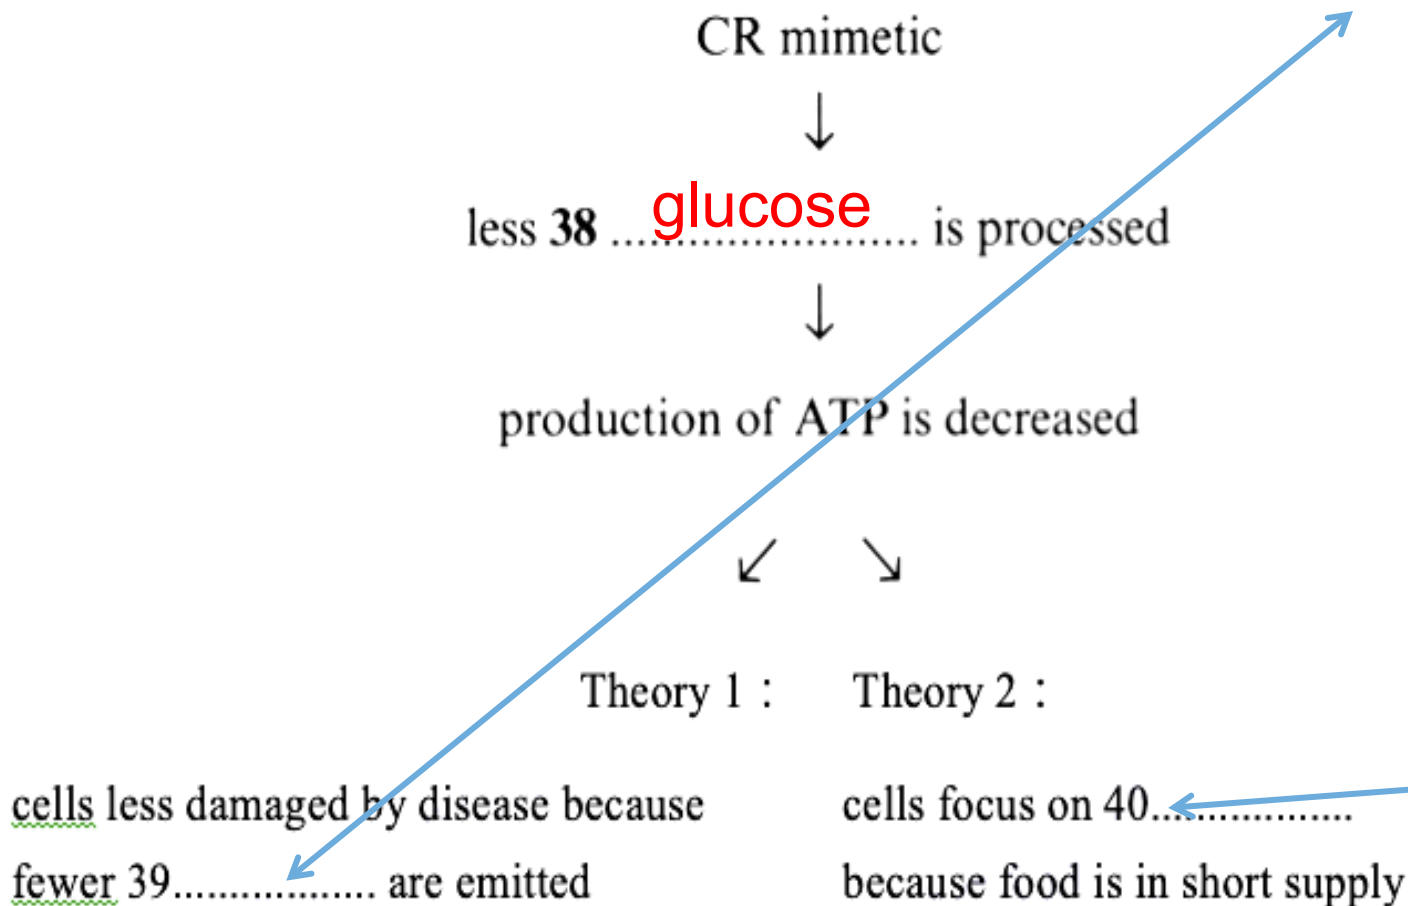 CR mimetic
↓
less 38 ....glucose.... is processed
↓
production of ATP is decreased
↙ ↘
Theory 1 : Theory 2 :
cells less damaged by disease because
fewer 39.................. are emitted
cells focus on 40..................
because food is in short supply